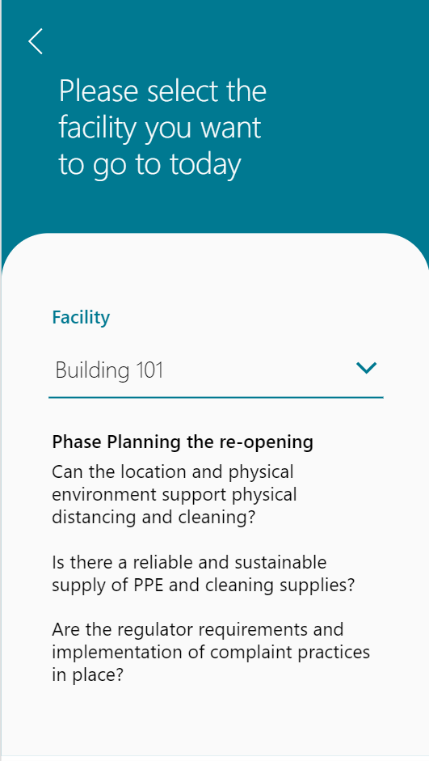 Please select the
facility you want
to go to today
Facility
Building 101
Phase Planning the re-opening
Can the location and physical
environment support physical
distancing and cleaning?
Is there a reliable and sustainable
supply of PPE and cleaning supplies?
Are the regulator requirements and
implementation of complaint practices
in place?